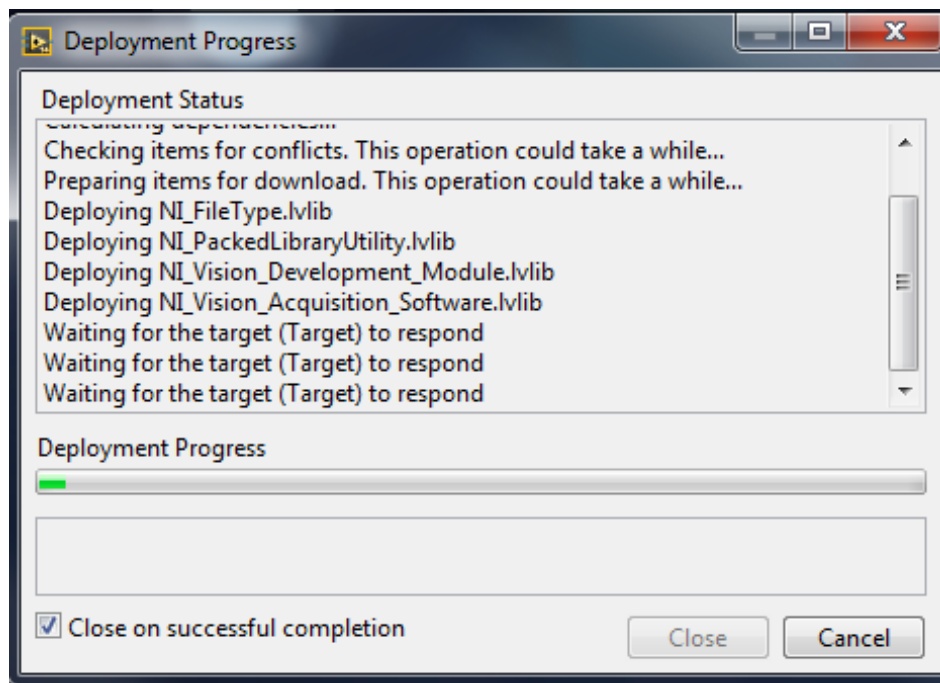 Deployment Progress
Deployment Status
Calculating dependencies...
Checking items for conflicts. This operation could take a while...
Preparing items for download. This operation could take a while...
Deploying NI_FileType.lvlib
Deploying NI_PackedLibraryUtility.lvlib
Deploying NI_Vision_Development_Module.lvlib
Deploying NI_Vision_Acquisition_Software.lvlib
Waiting for the target (Target) to respond
Waiting for the target (Target) to respond
Waiting for the target (Target) to respond
Deployment Progress
Close on successful completion
Close
Cancel